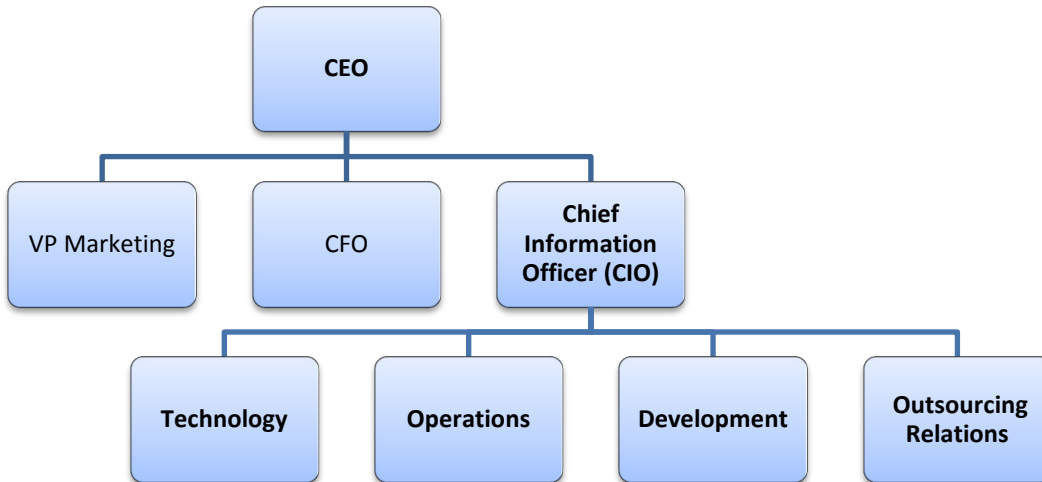 CEO
VP Marketing
CFO
Chief
Information
Officer (CIO)
Technology
Operations
Development
Outsourcing
Relations